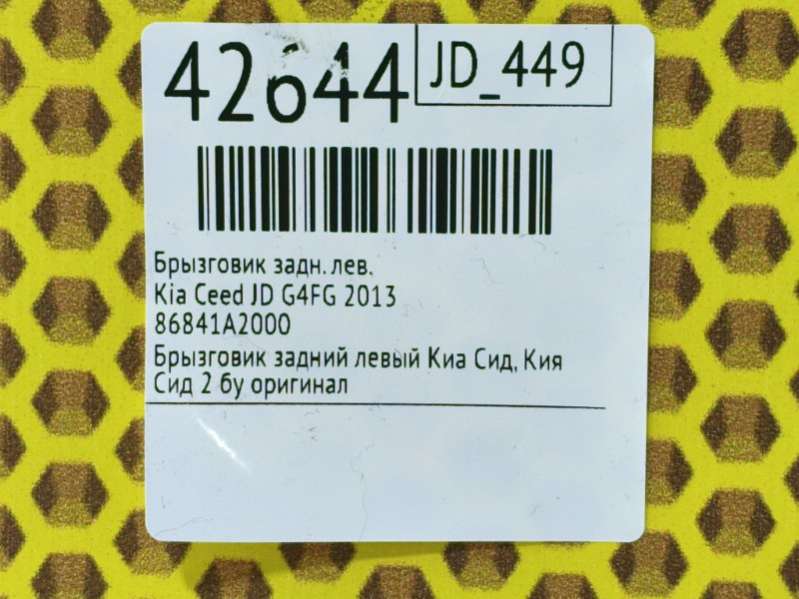 42644
JD_449
Брызговик задн. лев.
Kia Ceed JD G4FG 2013
86841A2000
Брызговик задний левый Киа Сид, Кия
Сид 2 бу оригинал